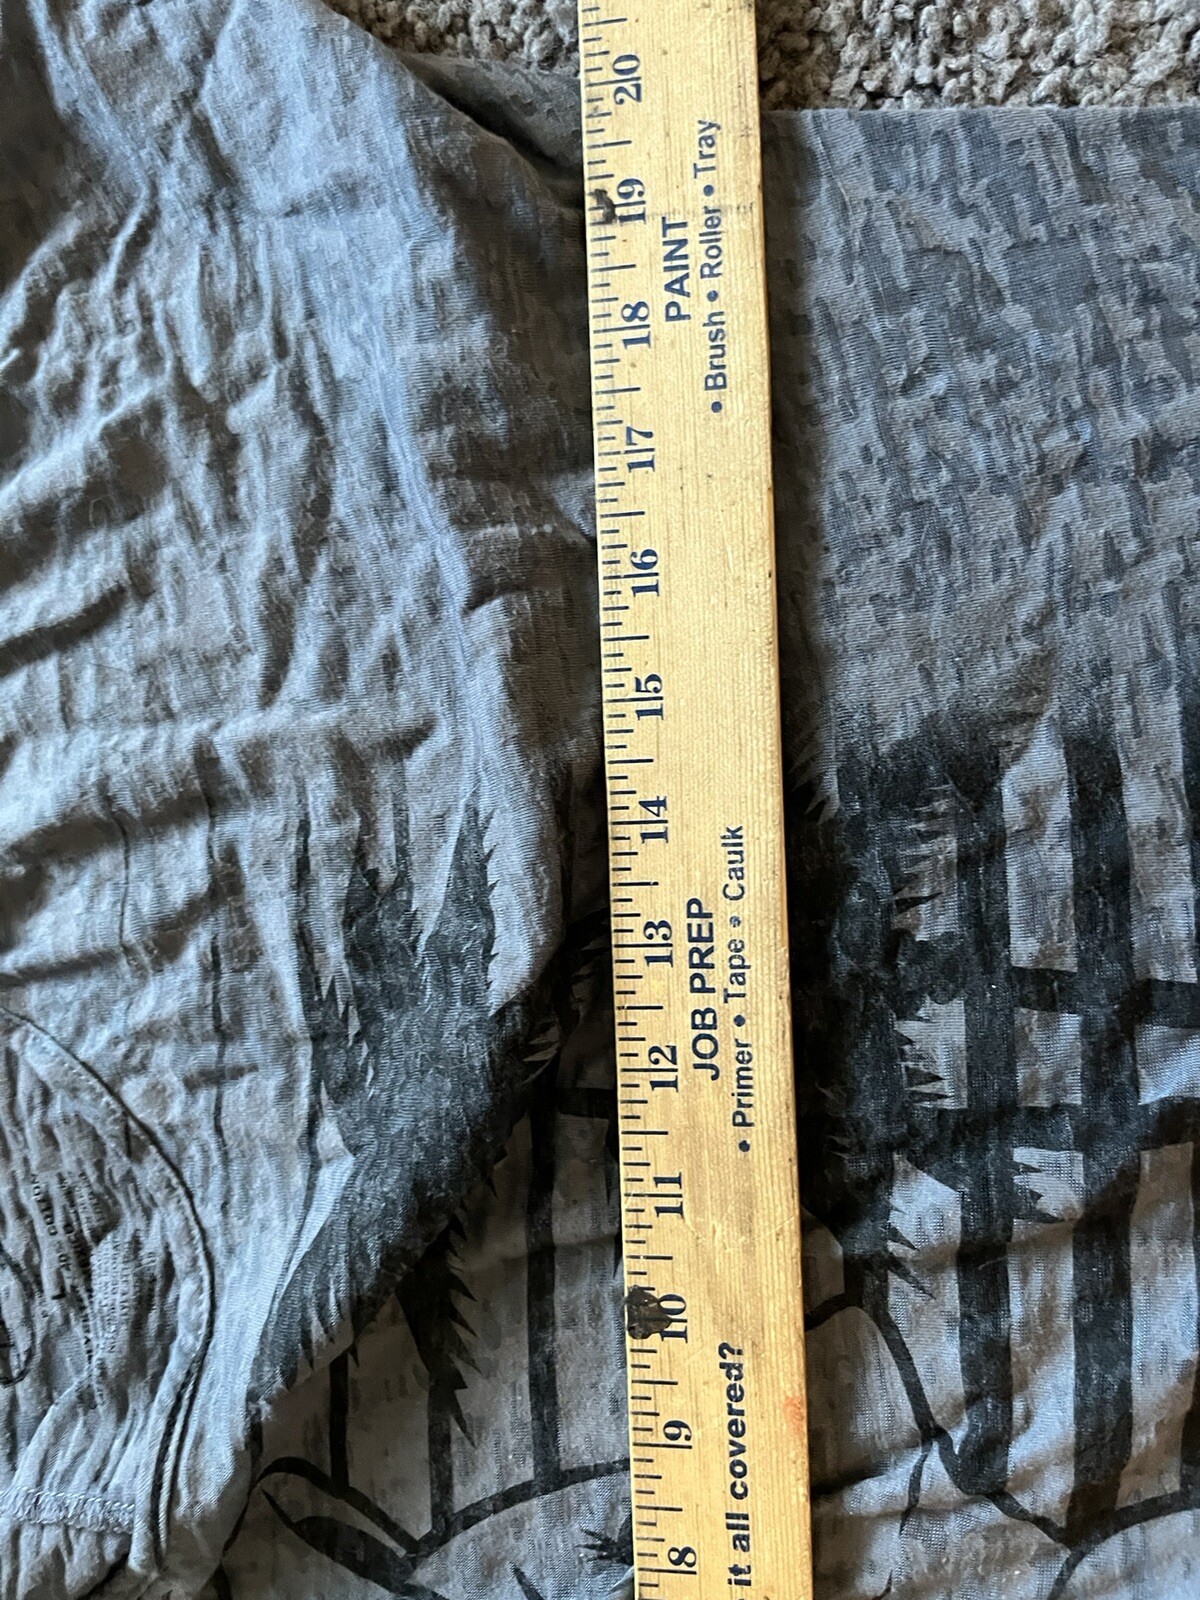 20
19
18
17
16
15
14
13
12
11
10
9
8
PAINT
• Brush • Roller • Tray
JOB PREP
• Primer • Tape • Caulk
it all covered?
L